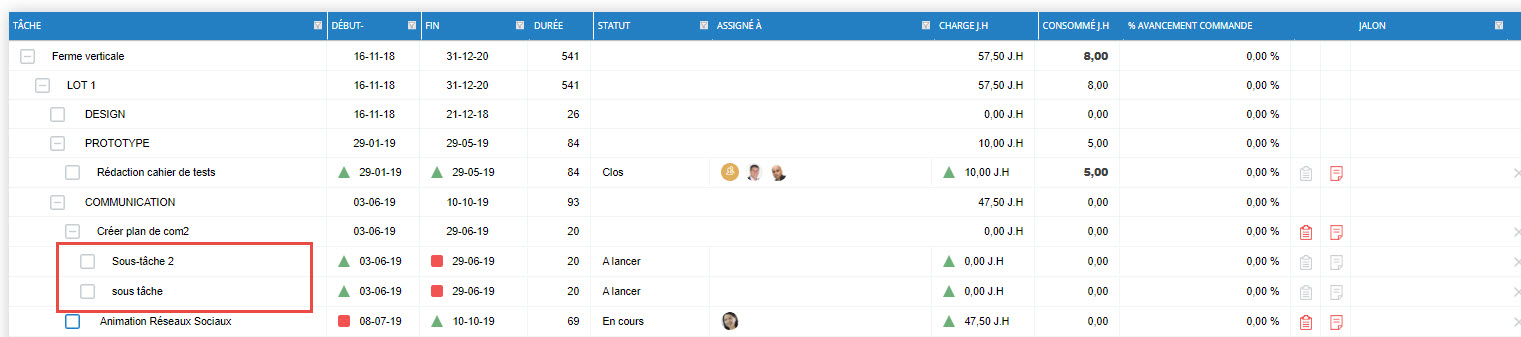 TÂCHE DÉBUT- FIN DURÉE STATUT ASSIGNÉ À CHARGE J.H CONSOMMÉ J.H % AVANCEMENT COMMANDE JALON
Ferme verticale 16-11-18 31-12-20 541 57,50 J.H 8,00 0,00 %
LOT 1 16-11-18 31-12-20 541 57,50 J.H 8,00 0,00 %
DESIGN 16-11-18 21-12-18 26 0,00 J.H 0,00 0,00 %
PROTOTYPE 29-01-19 29-05-19 84 10,00 J.H 5,00 0,00 %
Rédaction cahier de tests 29-01-19 29-05-19 84 Clos 10,00 J.H 5,00 0,00 %
COMMUNICATION 03-06-19 10-10-19 93 47,50 J.H 0,00 0,00 %
Créer plan de com2 03-06-19 29-06-19 20 0,00 J.H 0,00 0,00 %
Sous-tâche 2 03-06-19 29-06-19 20 A lancer 0,00 J.H 0,00 0,00 %
sous tâche 03-06-19 29-06-19 20 A lancer 0,00 J.H 0,00 0,00 %
Animation Réseaux Sociaux 08-07-19 10-10-19 69 En cours 47,50 J.H 0,00 0,00 %